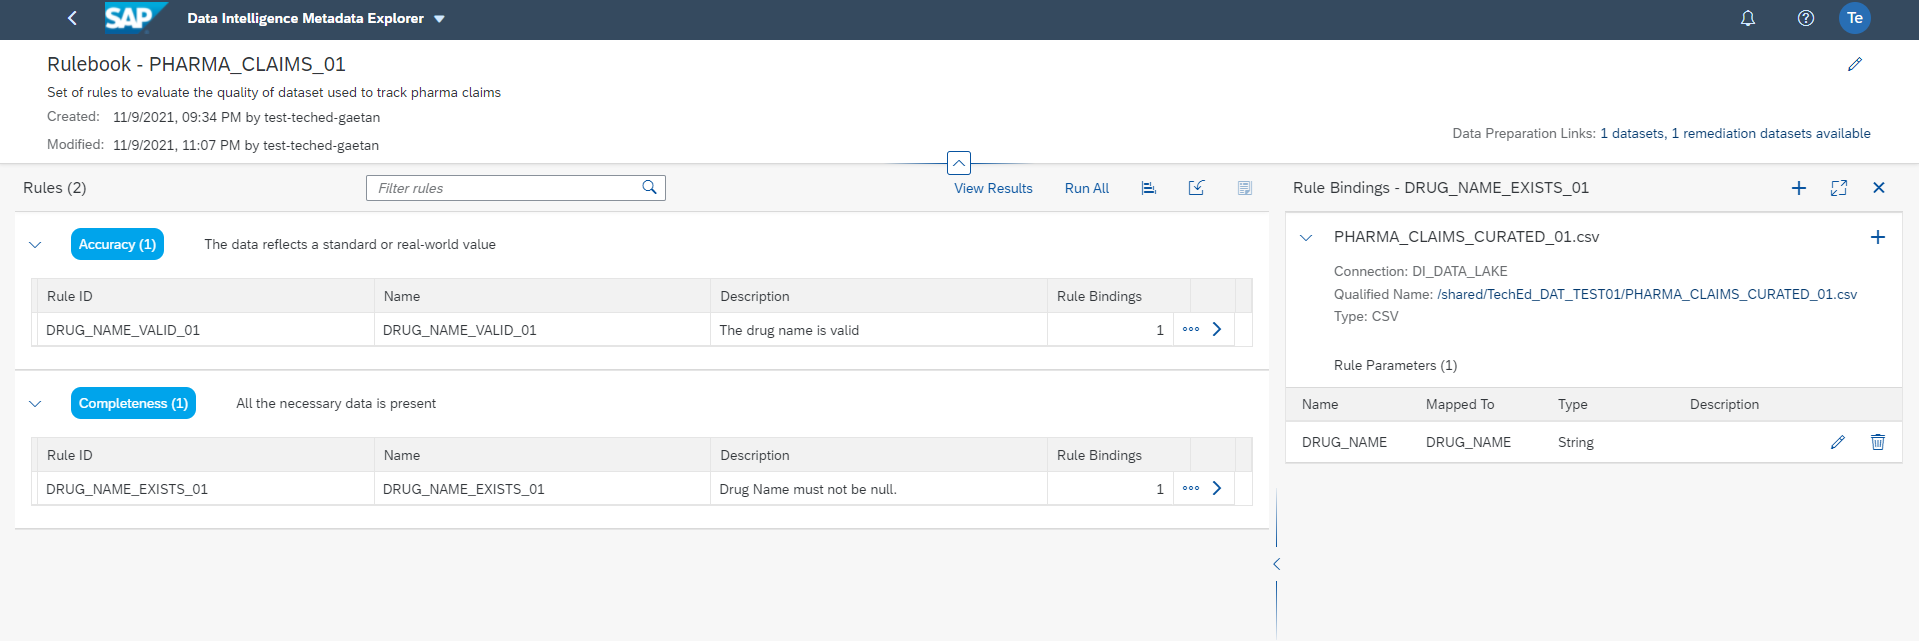 SAP
Data Intelligence Metadata Explorer
Te
Rulebook - PHARMA_CLAIMS_01
Set of rules to evaluate the quality of dataset used to track pharma claims
Created: 11/9/2021, 09:34 PM by test-teched-gaetan
Modified: 11/9/2021, 11:07 PM by test-teched-gaetan
Data Preparation Links: 1 datasets, 1 remediation datasets available
Rules (2)
Filter rules
View Results
Run All
Accuracy (1)
The data reflects a standard or real-world value
Rule ID Name Description Rule Bindings
DRUG_NAME_VALID_01 DRUG_NAME_VALID_01 The drug name is valid 1
Completeness (1)
All the necessary data is present
Rule ID Name Description Rule Bindings
DRUG_NAME_EXISTS_01 DRUG_NAME_EXISTS_01 Drug Name must not be null. 1
Rule Bindings - DRUG_NAME_EXISTS_01
PHARMA_CLAIMS_CURATED_01.csv
Connection: DI_DATA_LAKE
Qualified Name: /shared/TechEd_DAT_TEST01/PHARMA_CLAIMS_CURATED_01.csv
Type: CSV
Rule Parameters (1)
Name Mapped To Type Description
DRUG_NAME DRUG_NAME String